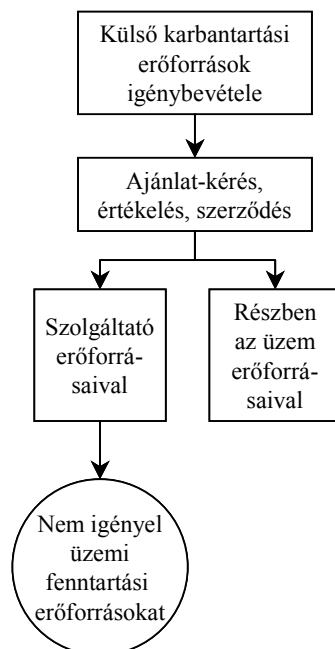 Külső karbantartási
erőforrások
igénybevétele
Ajánlat-kérés,
értékelés, szerződés
Szolgáltató
erőforrá-
saival
Részben
az üzem
erőforrá-
saival
Nem igényel
üzemi
fenntartási
erőforrásokat